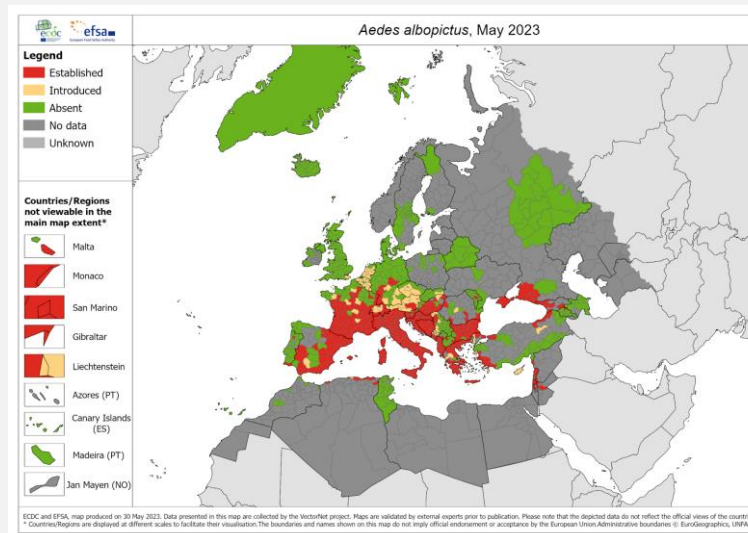 ecdc
efsa
European Food Safety Authority
Aedes albopictus, May 2023
Legend
Established
Introduced
Absent
No data
Unknown
Countries/Regions
not viewable in the
main map extent*
Malta
Monaco
San Marino
Gibraltar
Liechtenstein
Azores (PT)
Canary Islands
(ES)
Madeira (PT)
Jan Mayen (NO)
ECDC and EFSA, map produced on 30 May 2023. Data presented in this map are collected by the VectorNet project. Maps are validated by external experts prior to publication. Please note that the depicted data do not reflect the official views of the countri
* Countries/Regions are displayed at different scales to facilitate their visualisation. The boundaries and names shown on this map do not imply official endorsement or acceptance by the European Union. Administrative boundaries © EuroGeographics, UNFA